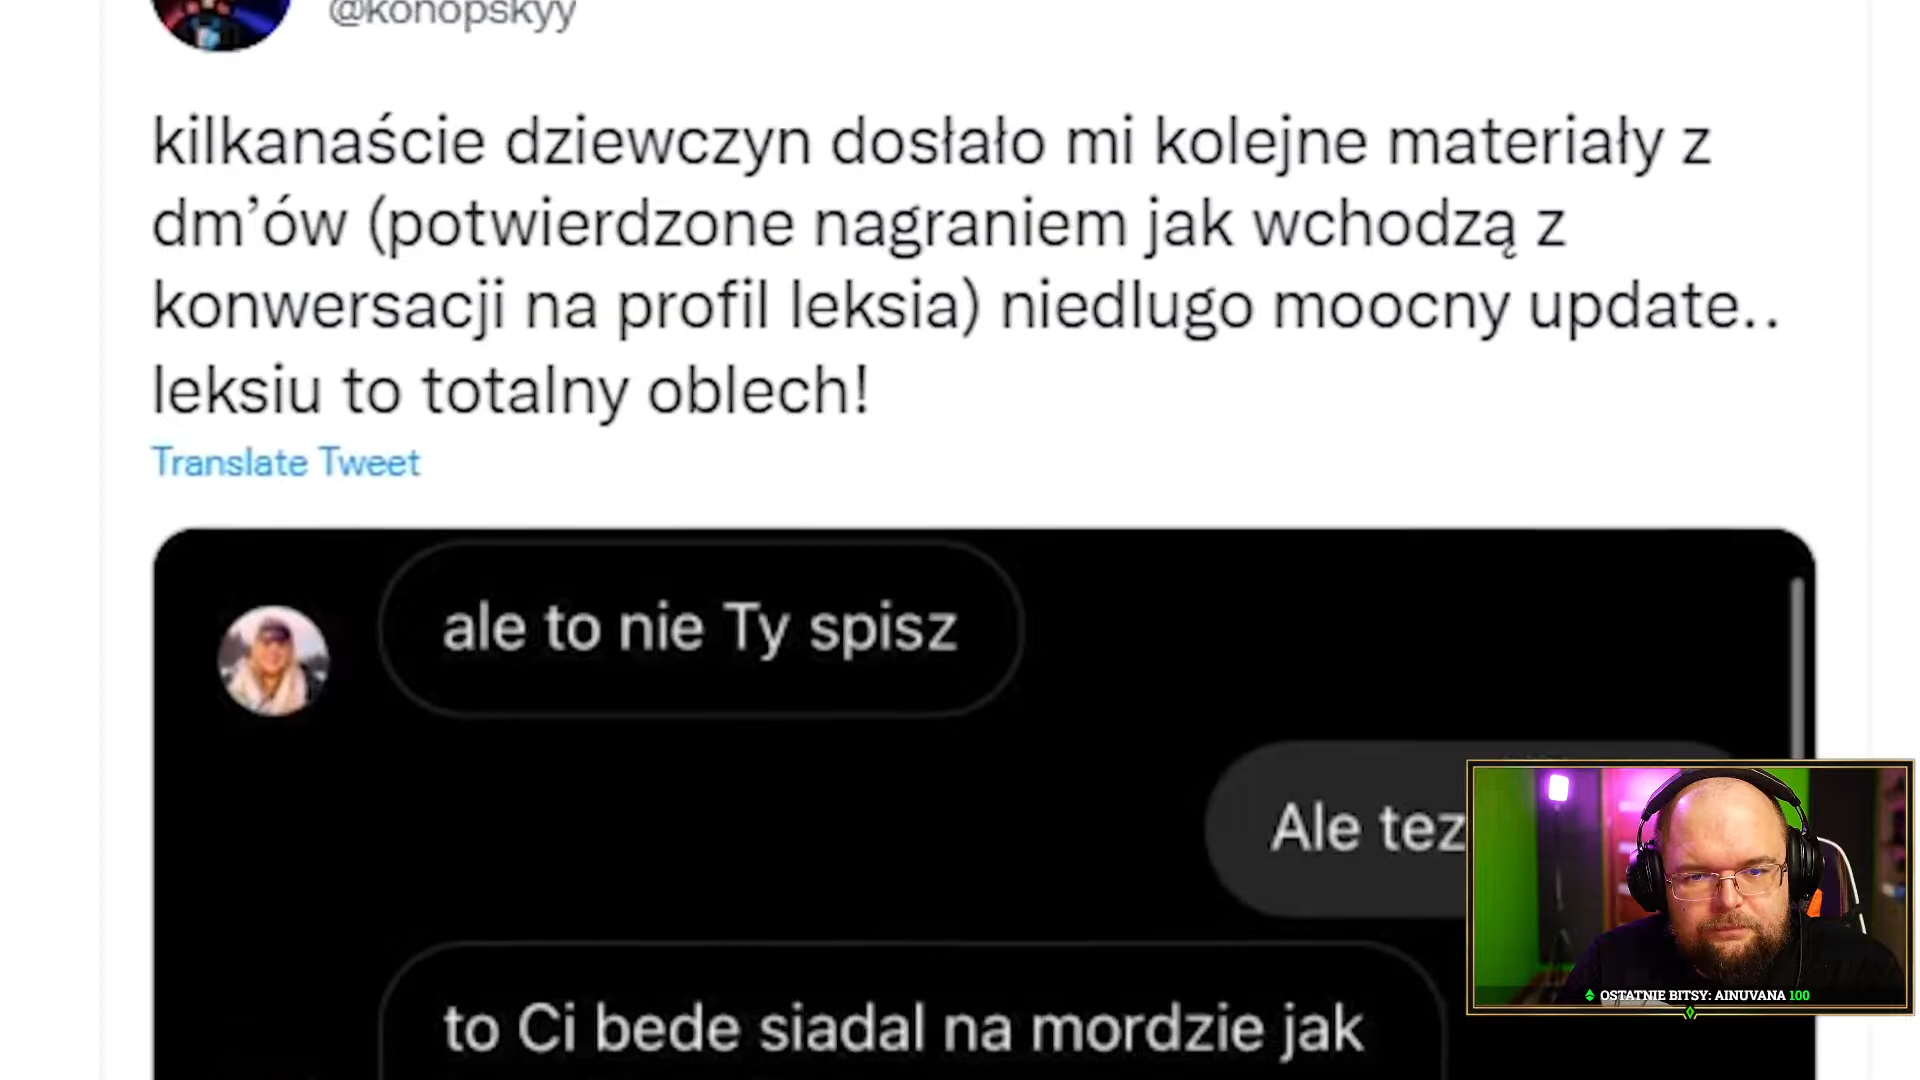 @konopskyy
kilkanaście dziewczyn dosłało mi kolejne materiały z
dm’ów (potwierdzone nagraniem jak wchodzą z
konwersacji na profil leksia) niedlugo moocny update..
leksiu to totalny oblech!
Translate Tweet
ale to nie Ty spisz
Ale tez
to Ci bede siadal na mordzie jak
OSTATNIE BITSY: AINUVANA 100